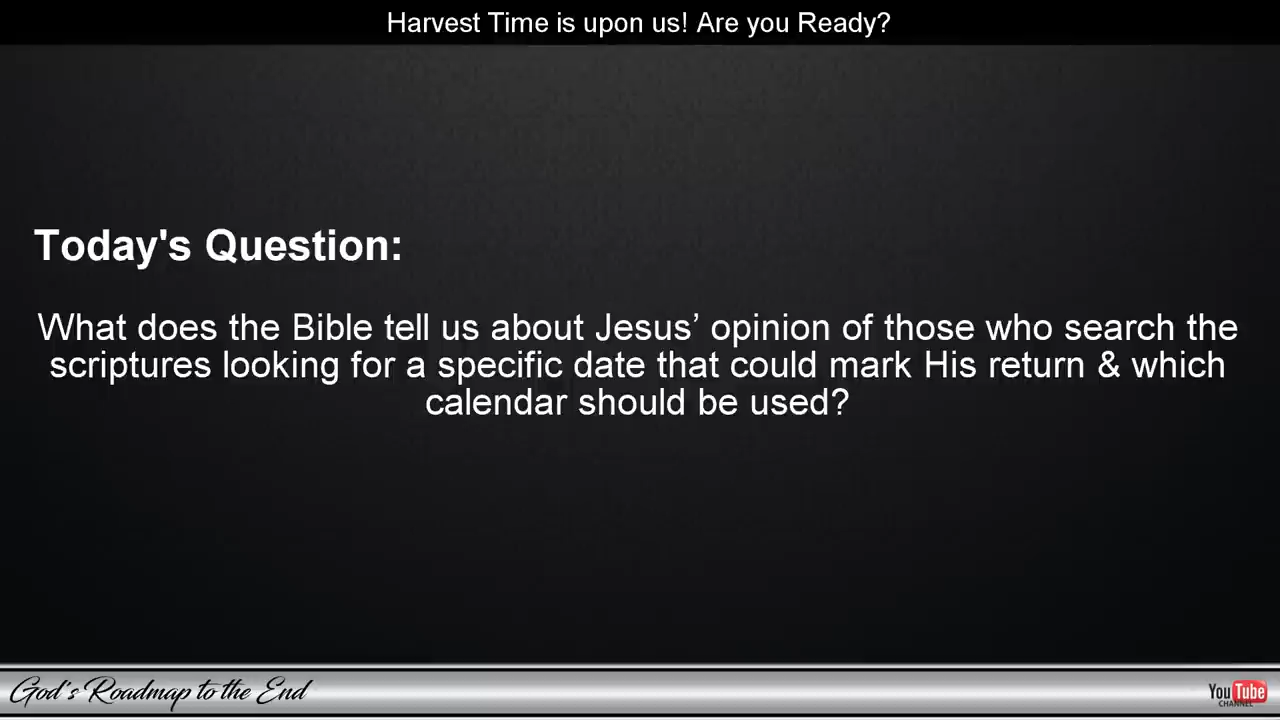 Harvest Time is upon us! Are you Ready?
Today's Question:
What does the Bible tell us about Jesus’ opinion of those who search the
scriptures looking for a specific date that could mark His return & which
calendar should be used?
God's Roadmap to the End
YouTube
CHANNEL